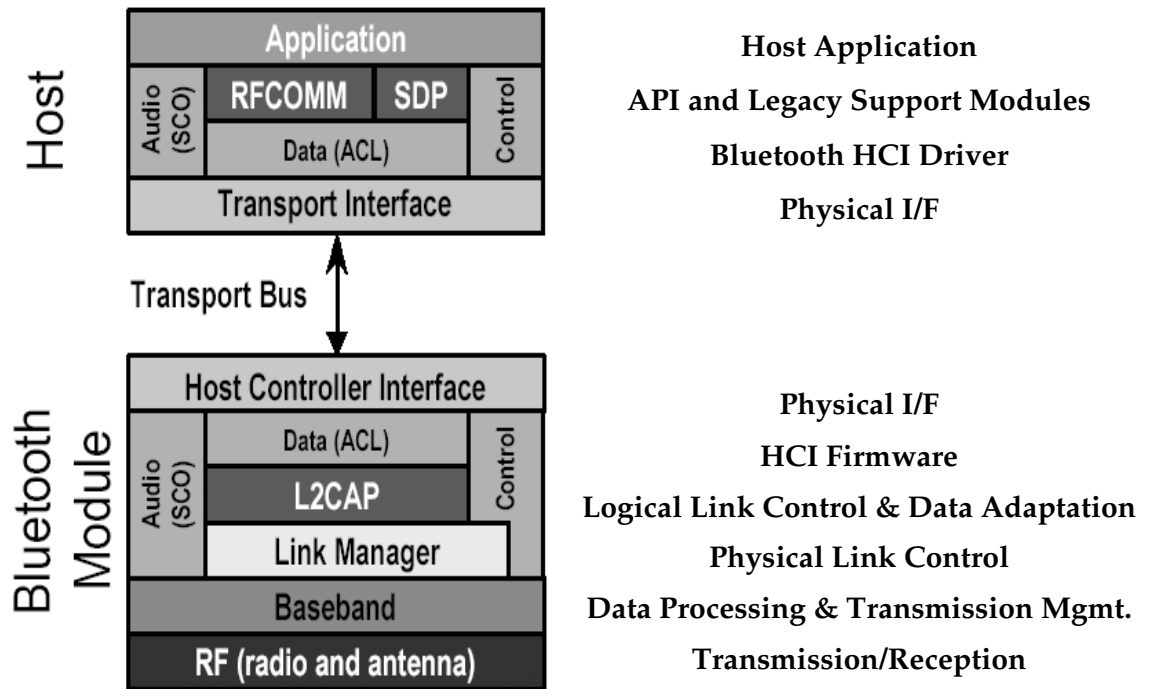 Host
Application
Audio
(SCO)
RFCOMM
SDP
Control
Data (ACL)
Transport Interface
Host Application
API and Legacy Support Modules
Bluetooth HCI Driver
Physical I/F
Transport Bus
Bluetooth
Module
Host Controller Interface
Audio
(SCO)
Data (ACL)
Control
L2CAP
Link Manager
Baseband
RF (radio and antenna)
Physical I/F
HCI Firmware
Logical Link Control & Data Adaptation
Physical Link Control
Data Processing & Transmission Mgmt.
Transmission/Reception